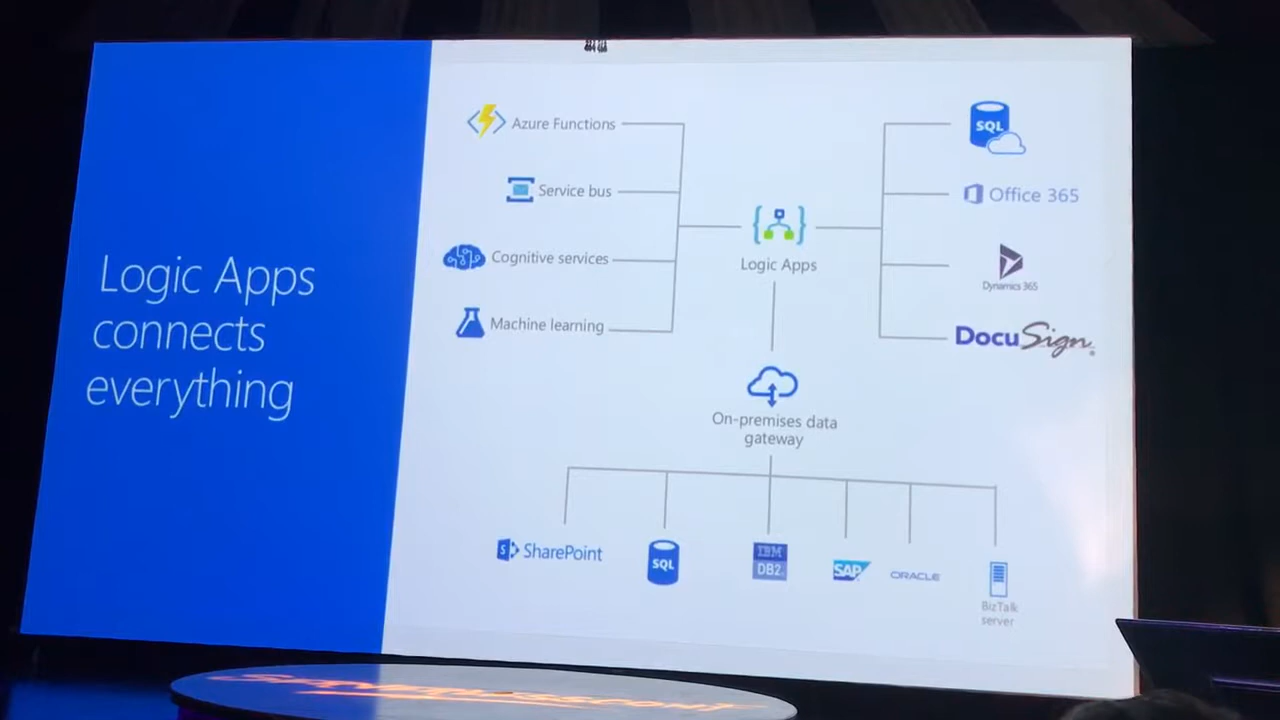 Logic Apps
connects
everything
Azure Functions
Service bus
Cognitive services
Machine learning
Logic Apps
SQL
Office 365
Dynamics 365
DocuSign
On-premises data
gateway
SharePoint
SQL
IBM
DB2
SAP
ORACLE
BizTalk
server